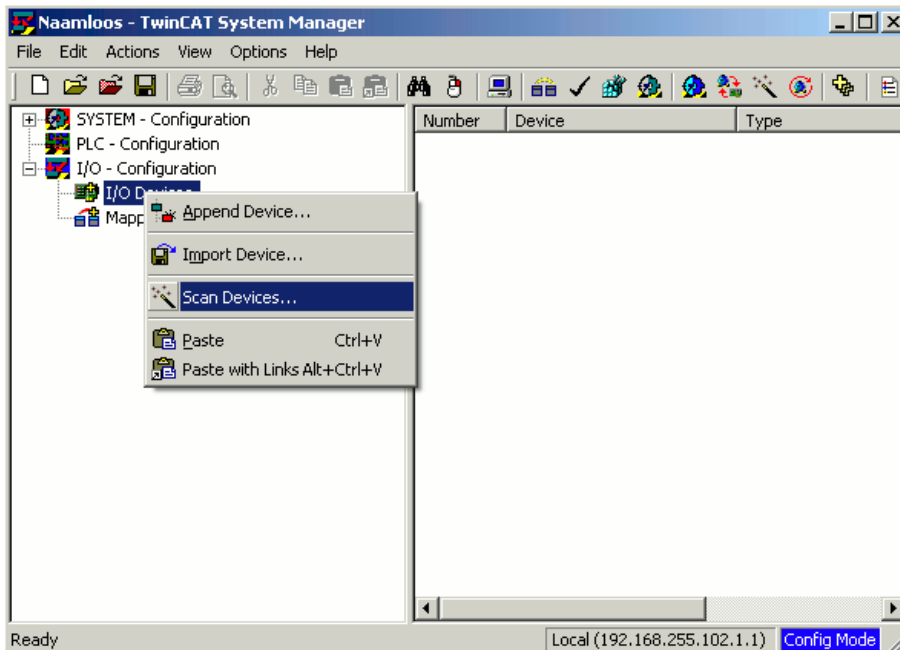 Naamloos - TwinCAT System Manager
File Edit Actions View Options Help
SYSTEM - Configuration
PLC - Configuration
I/O - Configuration
I/O
Mapp
Append Device...
Import Device...
Scan Devices...
Paste Ctrl+V
Paste with Links Alt+Ctrl+V
Number Device Type
Ready Local (192.168.255.102.1.1) Config Mode